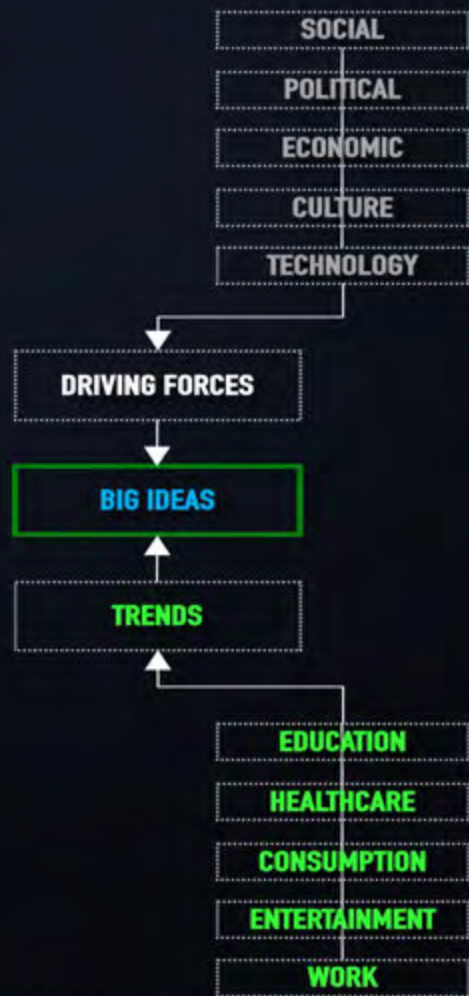 SOCIAL
POLITICAL
ECONOMIC
CULTURE
TECHNOLOGY
DRIVING FORCES
BIG IDEAS
TRENDS
EDUCATION
HEALTHCARE
CONSUMPTION
ENTERTAINMENT
WORK